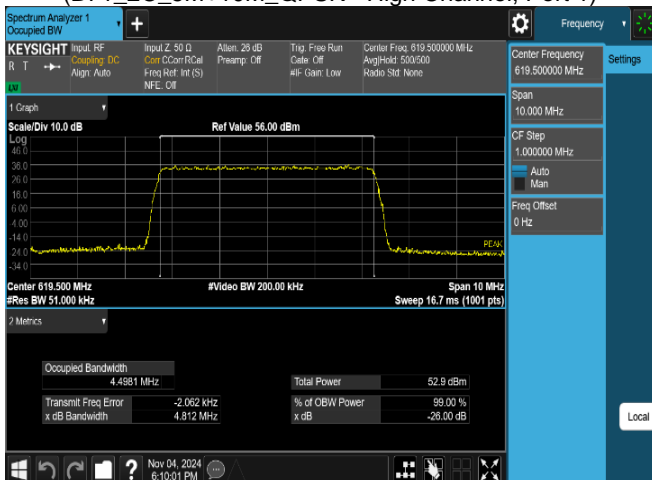 Spectrum Analyzer 1
Occupied BW
KEYSIGHT
R T
Input: RF
Coupling: DC
Align: Auto
Input Z: 50 Ω
Corr CCorr RCal
Freq Ref: Int (S)
NFE: Off
Atten: 26 dB
Preamp: Off
Trig: Free Run
Gate: Off
#IF Gain: Low
Center Freq: 619.500000 MHz
Avg|Hold: 500/500
Radio Std: None
1 Graph
Scale/Div 10.0 dB
Ref Value 56.00 dBm
Log
46.0
36.0
26.0
16.0
6.00
-4.00
-14.0
-24.0
-34.0
PEAK
Center 619.500 MHz
#Video BW 200.00 kHz
Span 10 MHz
#Res BW 51.000 kHz
Sweep 16.7 ms (1001 pts)
2 Metrics
Occupied Bandwidth
4.4981 MHz
Total Power 52.9 dBm
Transmit Freq Error -2.062 kHz
% of OBW Power 99.00 %
x dB Bandwidth 4.812 MHz
x dB -26.00 dB
Nov 04, 2024
6:10:01 PM
Frequency
Settings
Center Frequency
619.500000 MHz
Span
10.000 MHz
CF Step
1.000000 MHz
Auto
Man
Freq Offset
0 Hz
Local